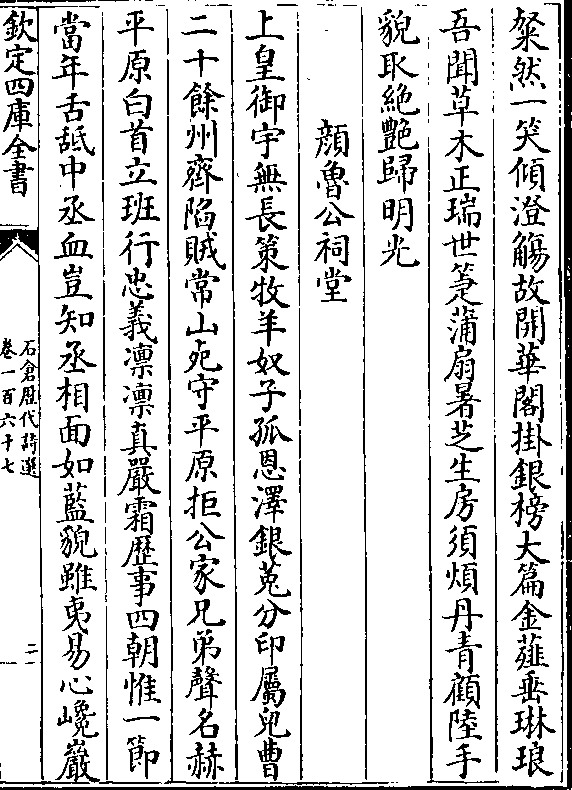 粲然一笑傾澄觴故開華閣掛銀榜大篇金薤垂琳琅
吾聞草木正瑞世箑蒲扇暑芝生房須煩丹青顧陸手
貌取絶艷歸明光
顔魯公祠堂
上皇御宇無長策牧羊奴子孤恩澤銀菟分印屬兒曹
二十餘州齊陷賊常山死守平原拒公家兄弟聲名赫
平原白首立班行忠義凛凛真嚴霜歴事四朝惟一節
當年舌舐中丞血豈知丞相面如藍貌雖夷易心巉巖
欽定四庫全書
石倉歴代詩選
卷一百六十七
二